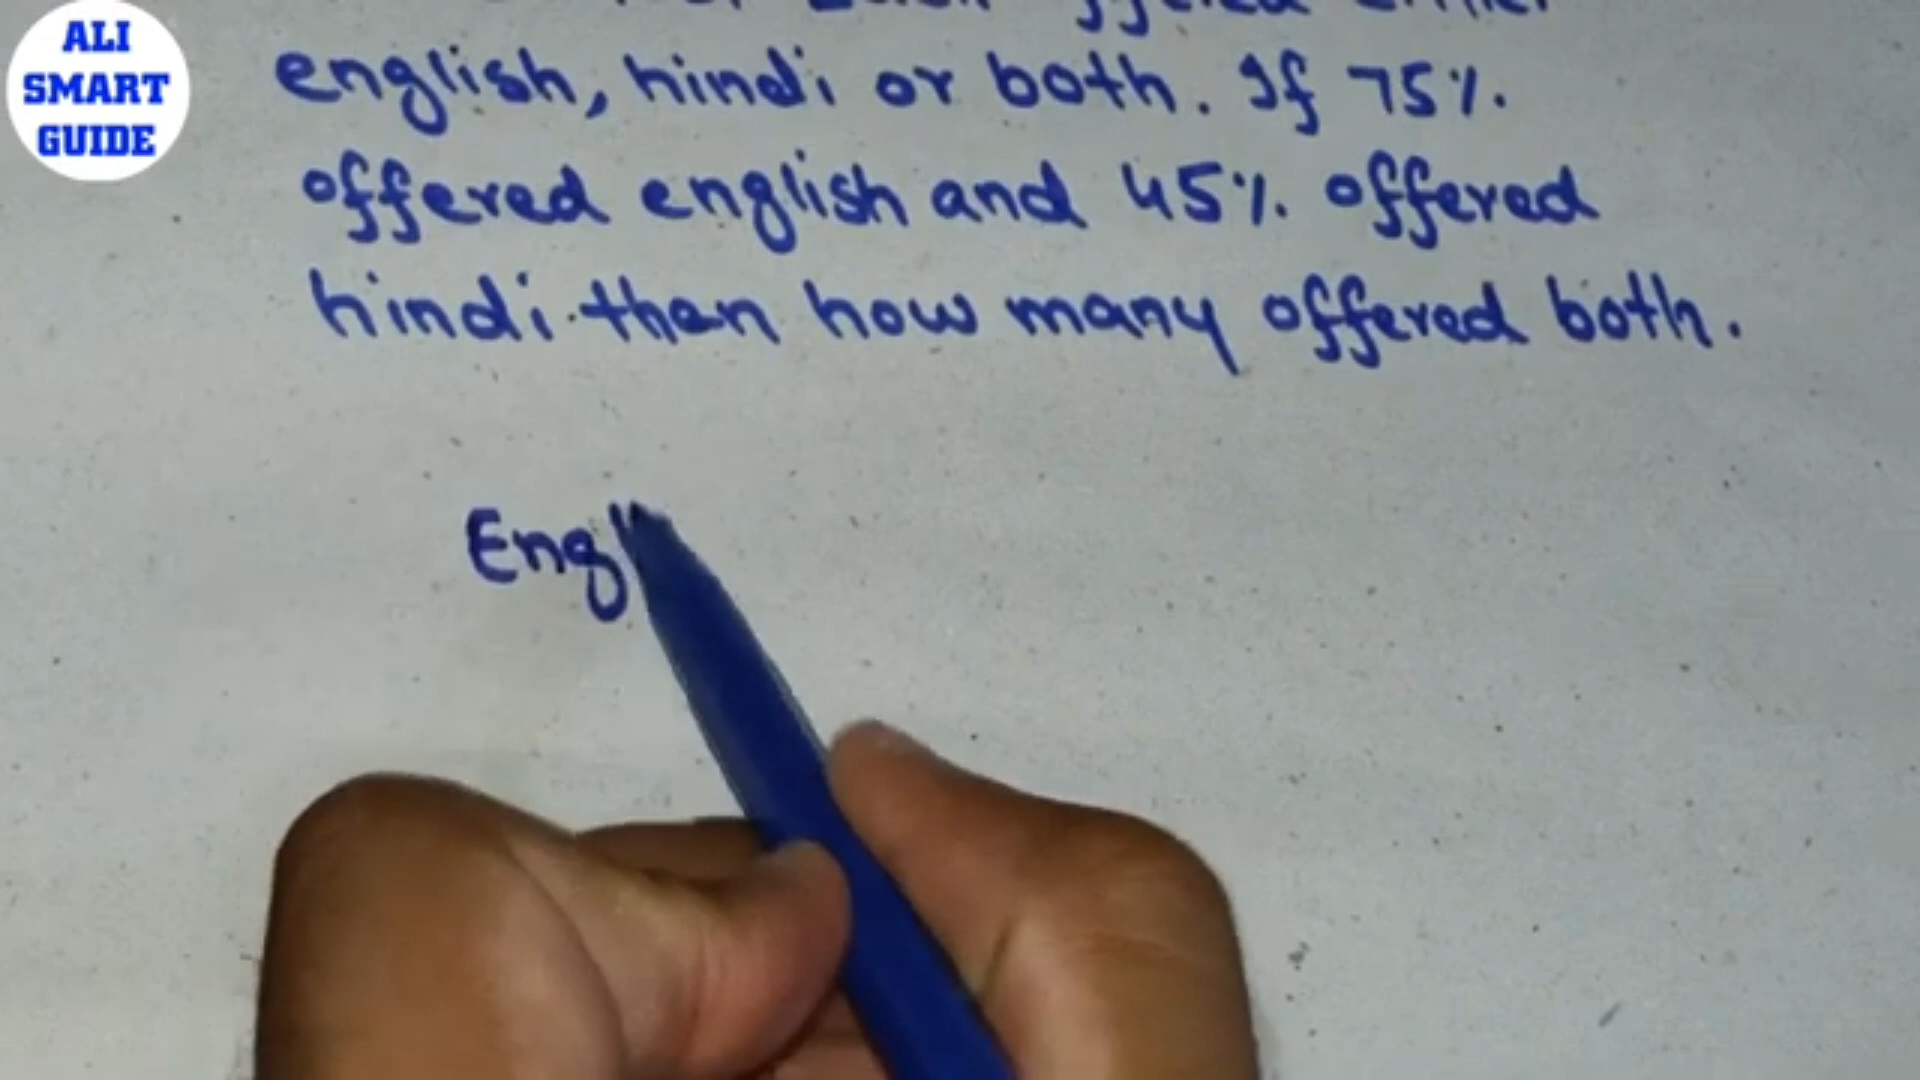 ALI
SMART
GUIDE
english, hindi or both. If 75%.
offered english and 45%. offered
hindi then how many offered both.
Engl